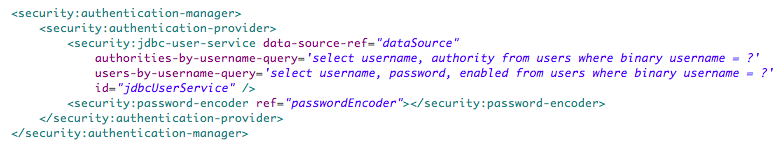 <security:authentication-manager>
<security:authentication-provider>
<security:jdbc-user-service data-source-ref="dataSource"
authorities-by-username-query='select username, authority from users where binary username = ?'
users-by-username-query='select username, password, enabled from users where binary username = ?'
id="jdbcUserService" />
<security:password-encoder ref="passwordEncoder"></security:password-encoder>
</security:authentication-provider>
</security:authentication-manager>